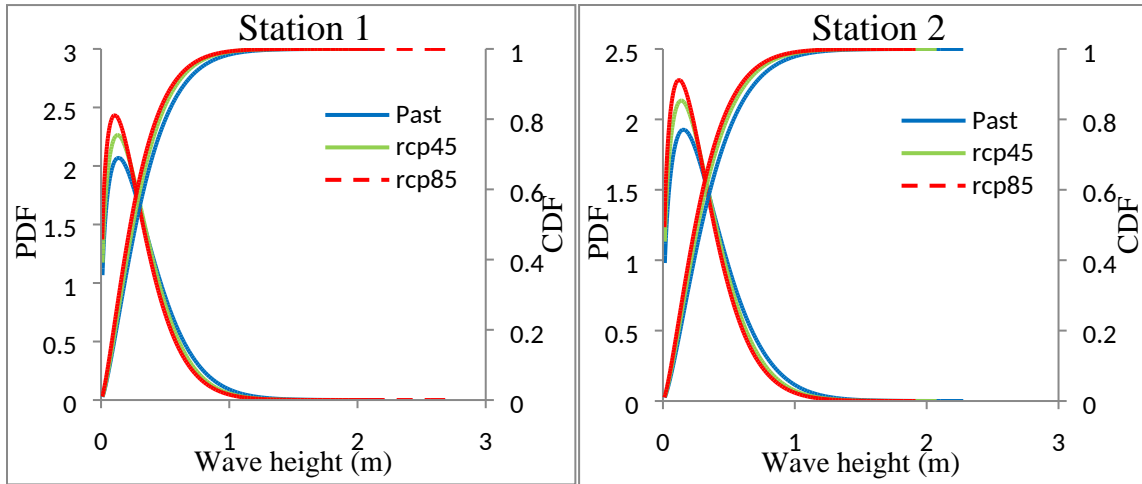 Station 1
3
2.5
2
1.5
1
0.5
0
PDF
1
0.8
0.6
0.4
0.2
0
CDF
Past
rcp45
rcp85
0 1 2 3
Wave height (m)
Station 2
2.5
2
1.5
1
0.5
0
PDF
1
0.8
0.6
0.4
0.2
0
CDF
Past
rcp45
rcp85
0 1 2 3
Wave height (m)